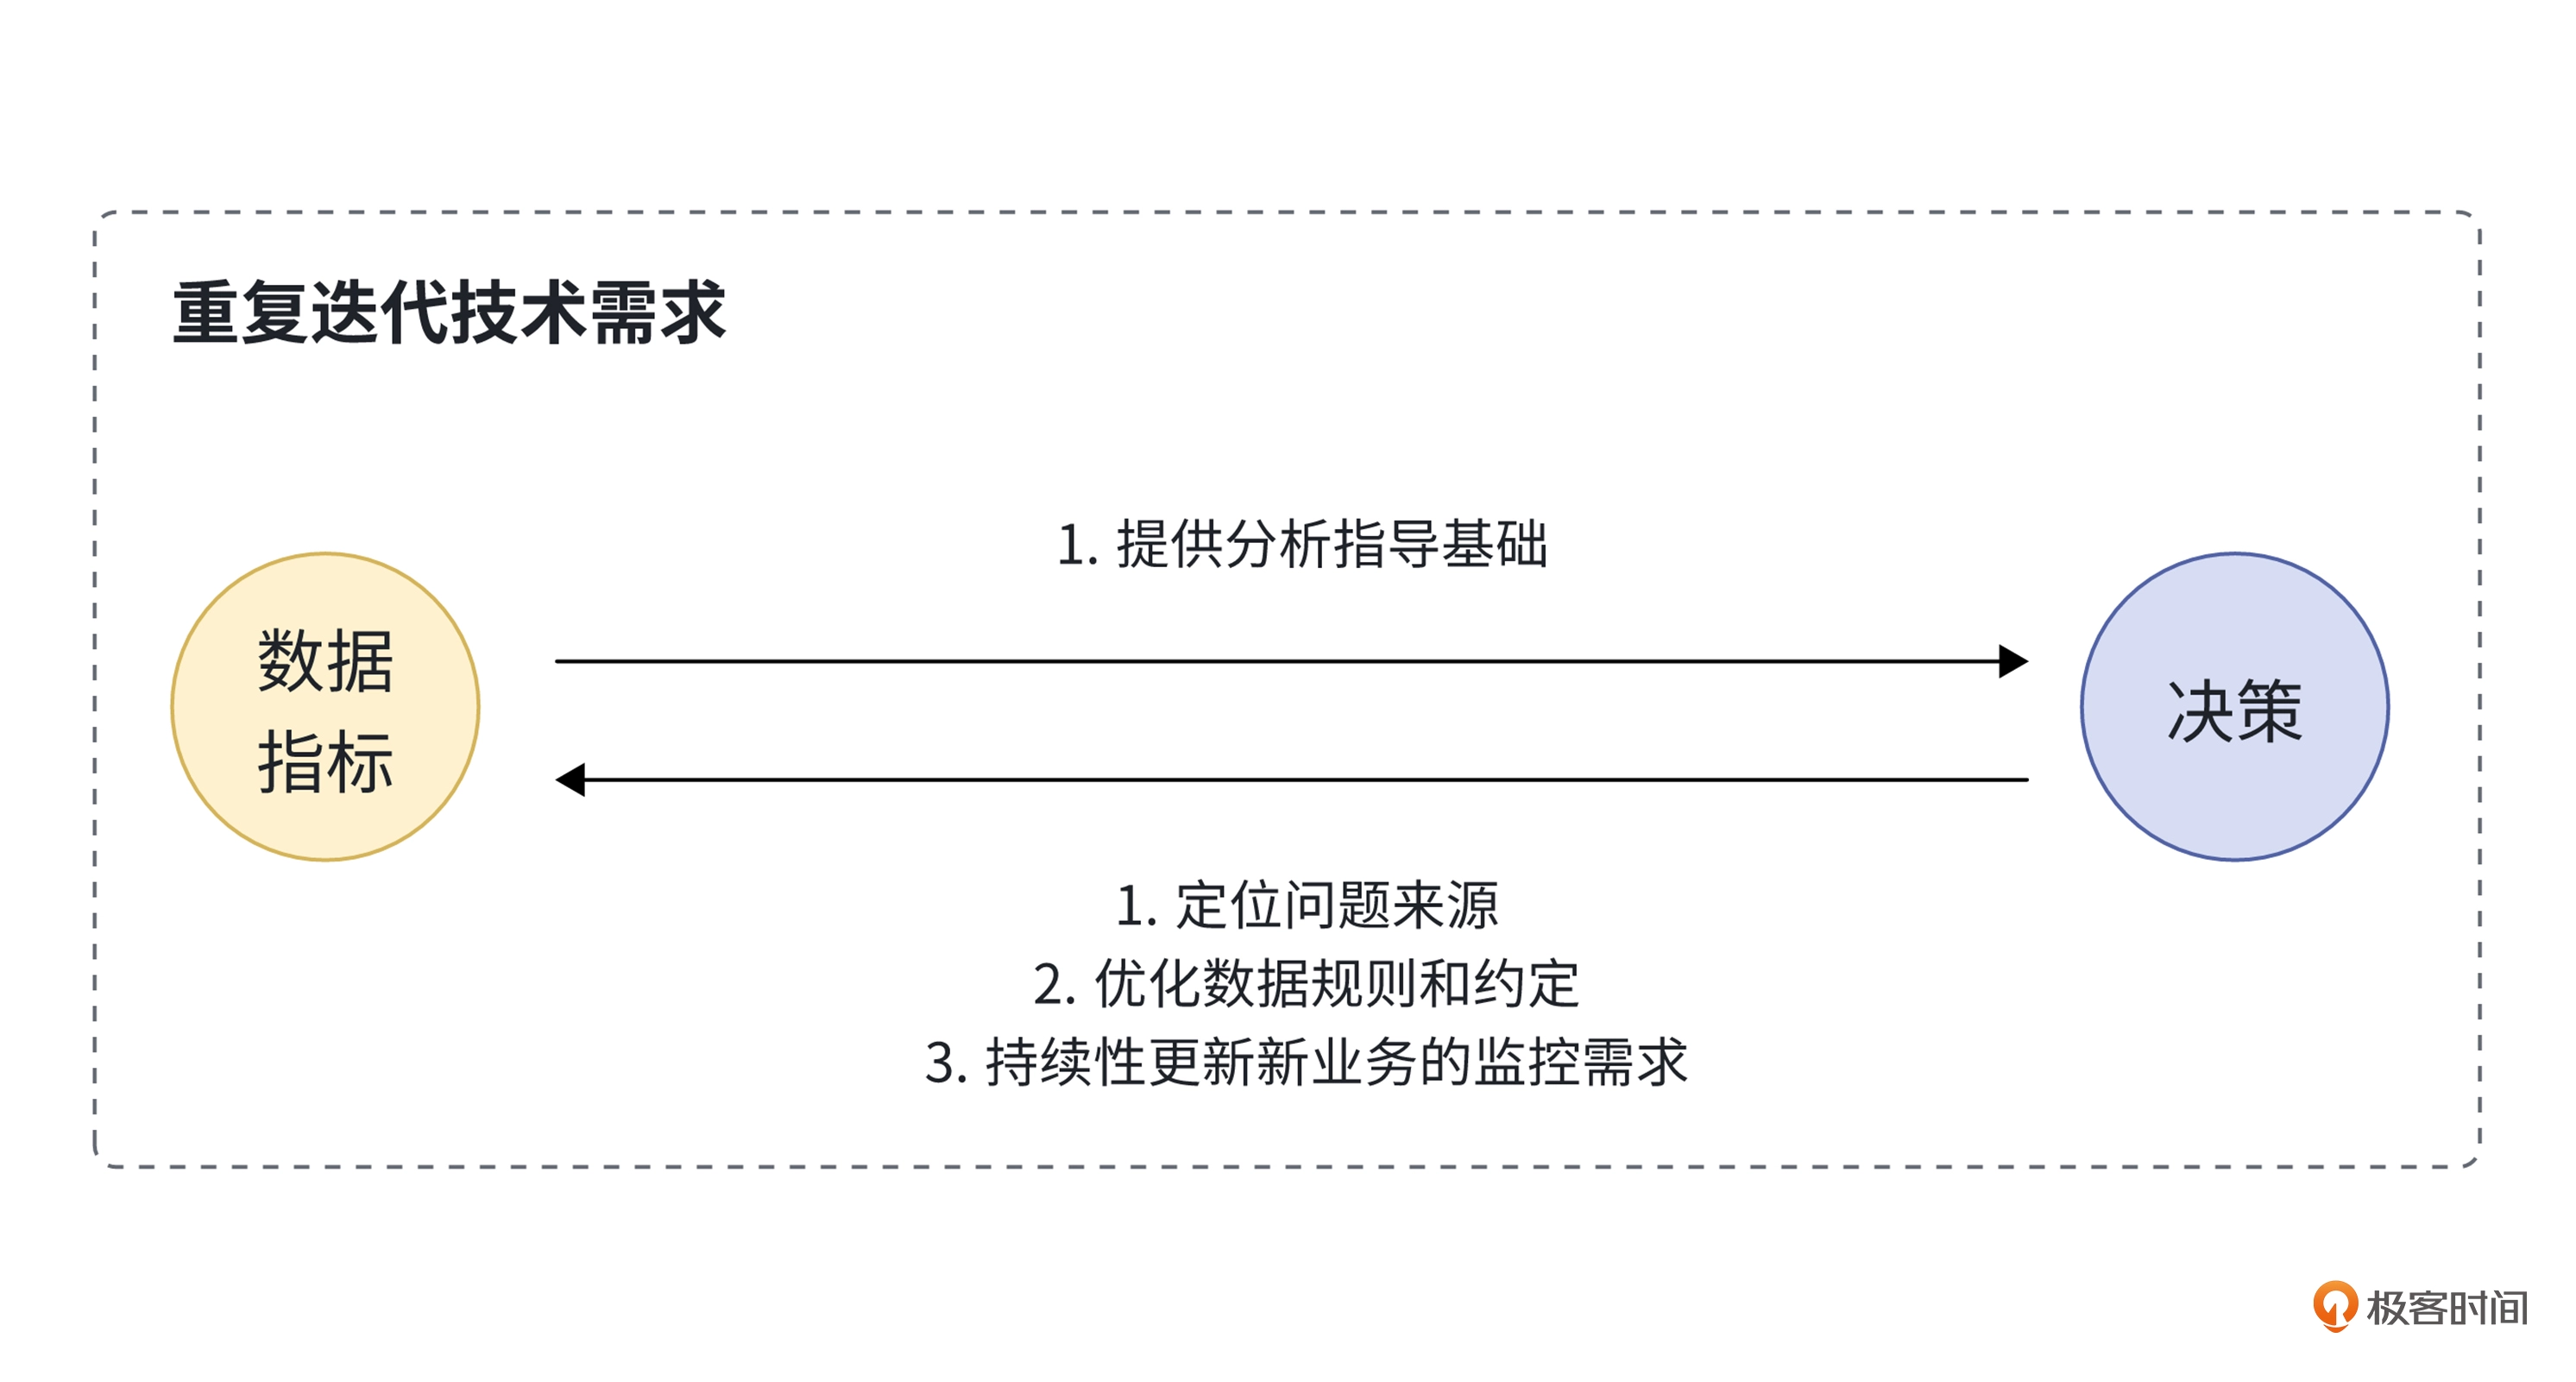 重复迭代技术需求
1. 提供分析指导基础
数据
指标
决策
1. 定位问题来源
2. 优化数据规则和约定
3. 持续性更新新业务的监控需求
极客时间